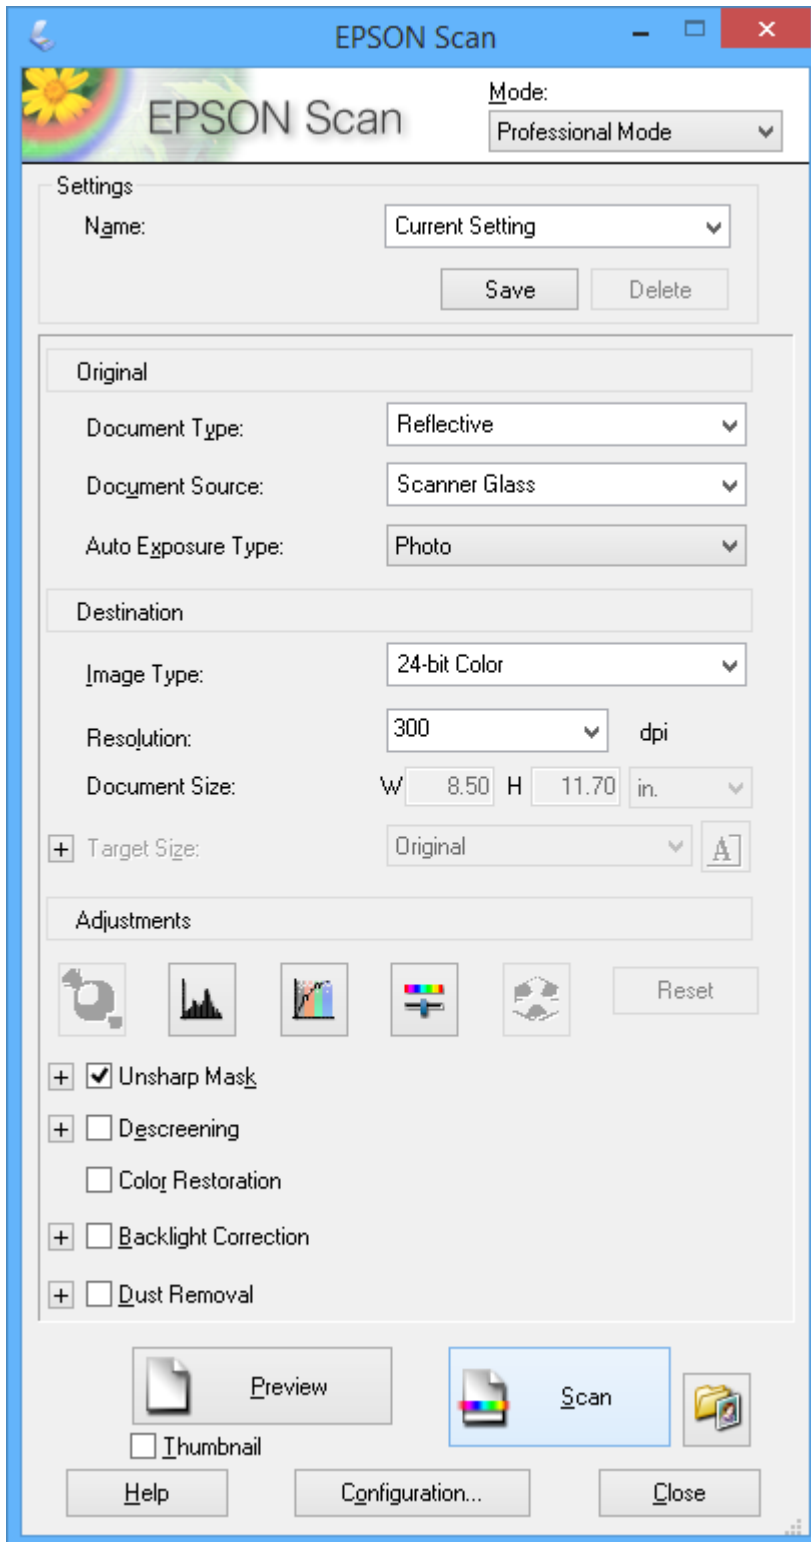 EPSON Scan
EPSON Scan
Mode:
Professional Mode
Settings
Name: Current Setting
Save Delete
Original
Document Type: Reflective
Document Source: Scanner Glass
Auto Exposure Type: Photo
Destination
Image Type: 24-bit Color
Resolution: 300 dpi
Document Size: W 8.50 H 11.70 in.
+ Target Size: Original A
Adjustments
Reset
+ Unsharp Mask
+ Descreening
Color Restoration
+ Backlight Correction
+ Dust Removal
Preview Scan
Thumbnail
Help Configuration... Close